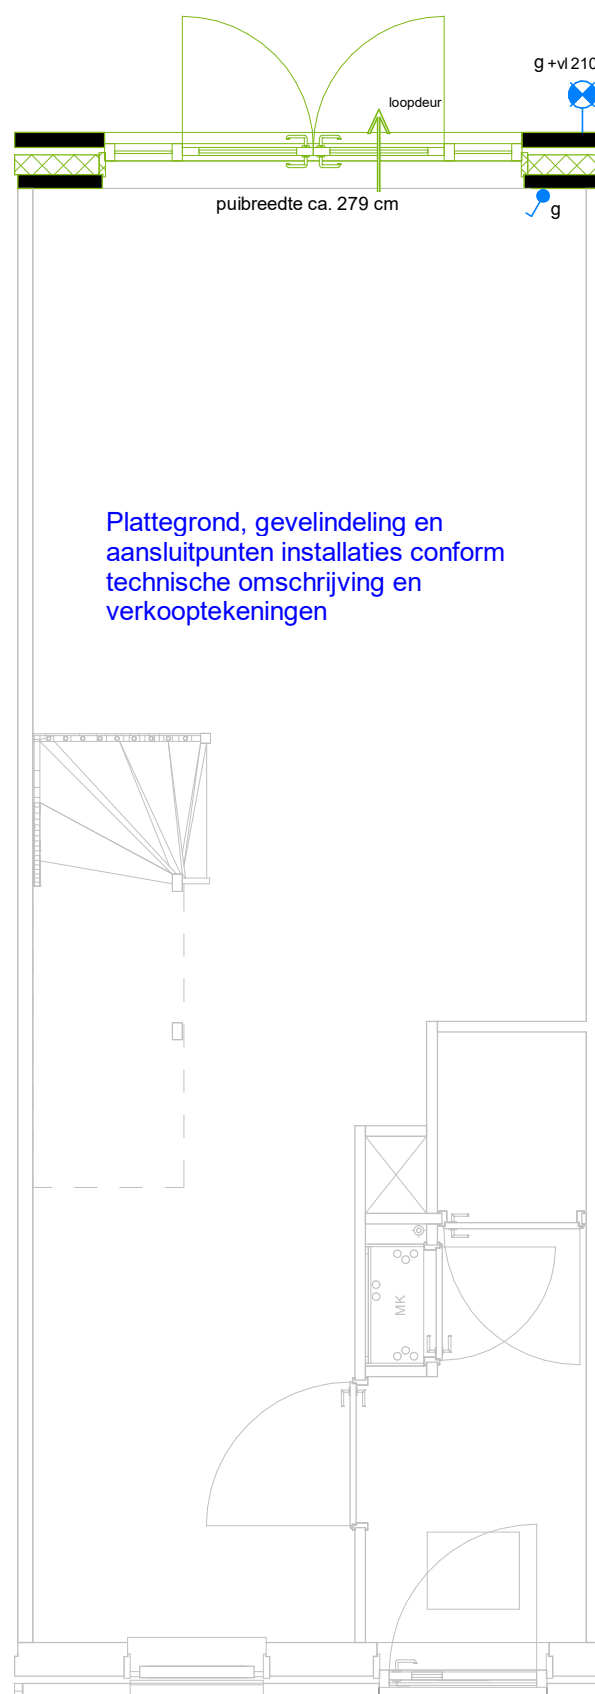 g +vl 210
loopdeur
puibreedte ca. 279 cm
g
Plattegrond, gevelindeling en
aansluitpunten installaties conform
technische omschrijving en
verkooptekeningen
MK